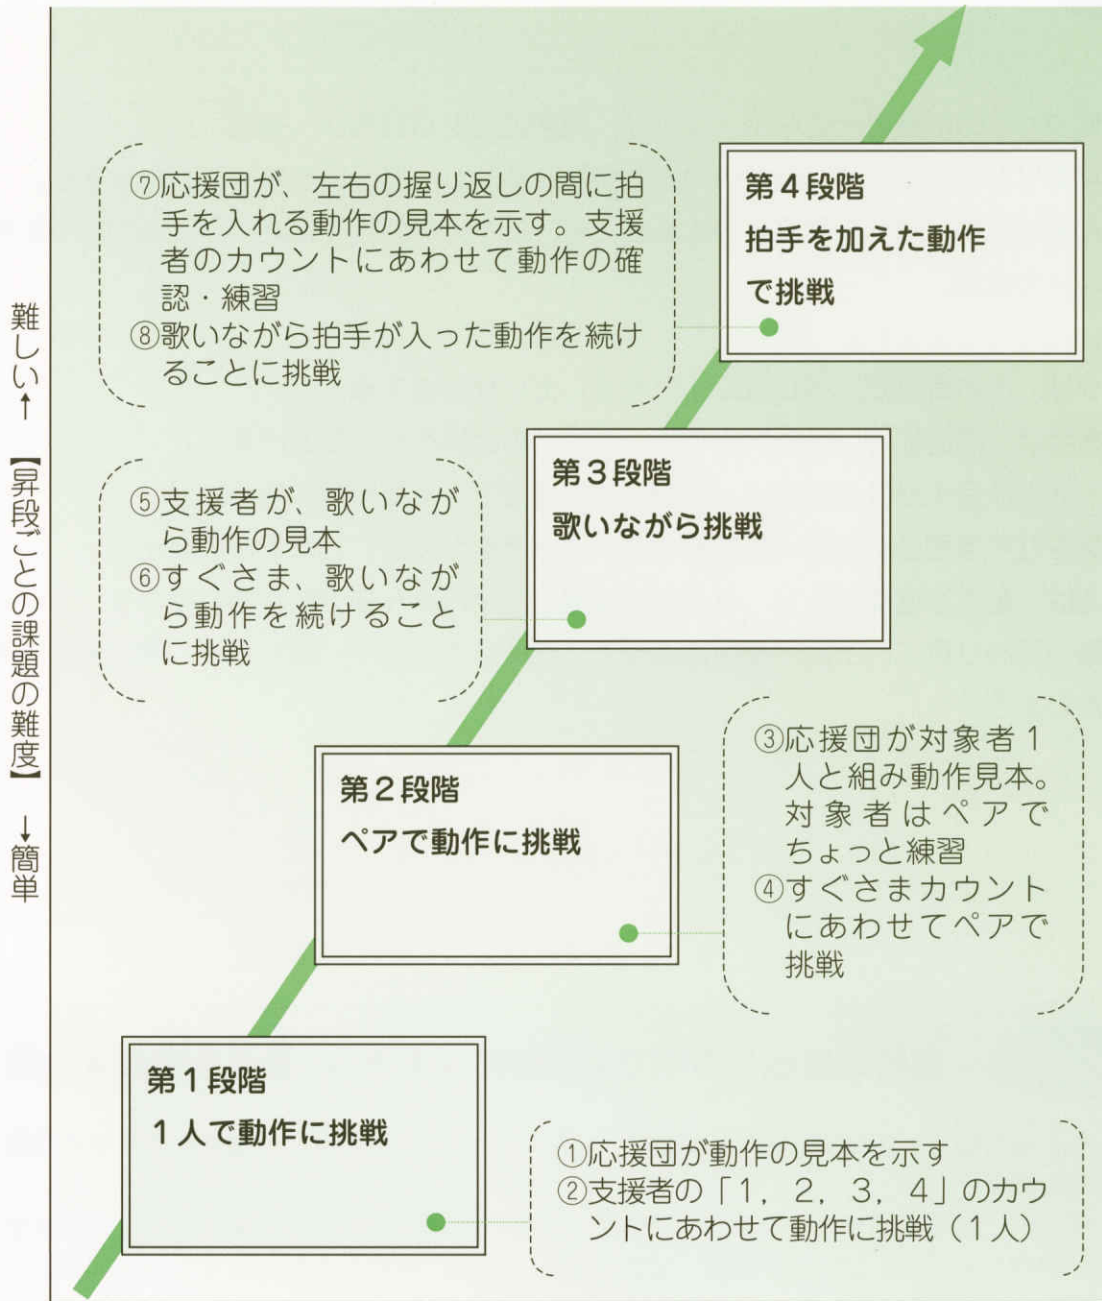 難しい↑　【昇段ごとの課題の難度】　↓簡単
⑦応援団が、左右の握り返しの間に拍
手を入れる動作の見本を示す。支援
者のカウントにあわせて動作の確
認・練習
⑧歌いながら拍手が入った動作を続け
ることに挑戦
第４段階
拍手を加えた動作
で挑戦
⑤支援者が、歌いなが
ら動作の見本
⑥すぐさま、歌いなが
ら動作を続けること
に挑戦
第３段階
歌いながら挑戦
第２段階
ペアで動作に挑戦
③応援団が対象者１
人と組み動作見本。
対象者はペアで
ちょっと練習
④すぐさまカウント
にあわせてペアで
挑戦
第１段階
１人で動作に挑戦
①応援団が動作の見本を示す
②支援者の「１，２，３，４」のカウ
ントにあわせて動作に挑戦（１人）